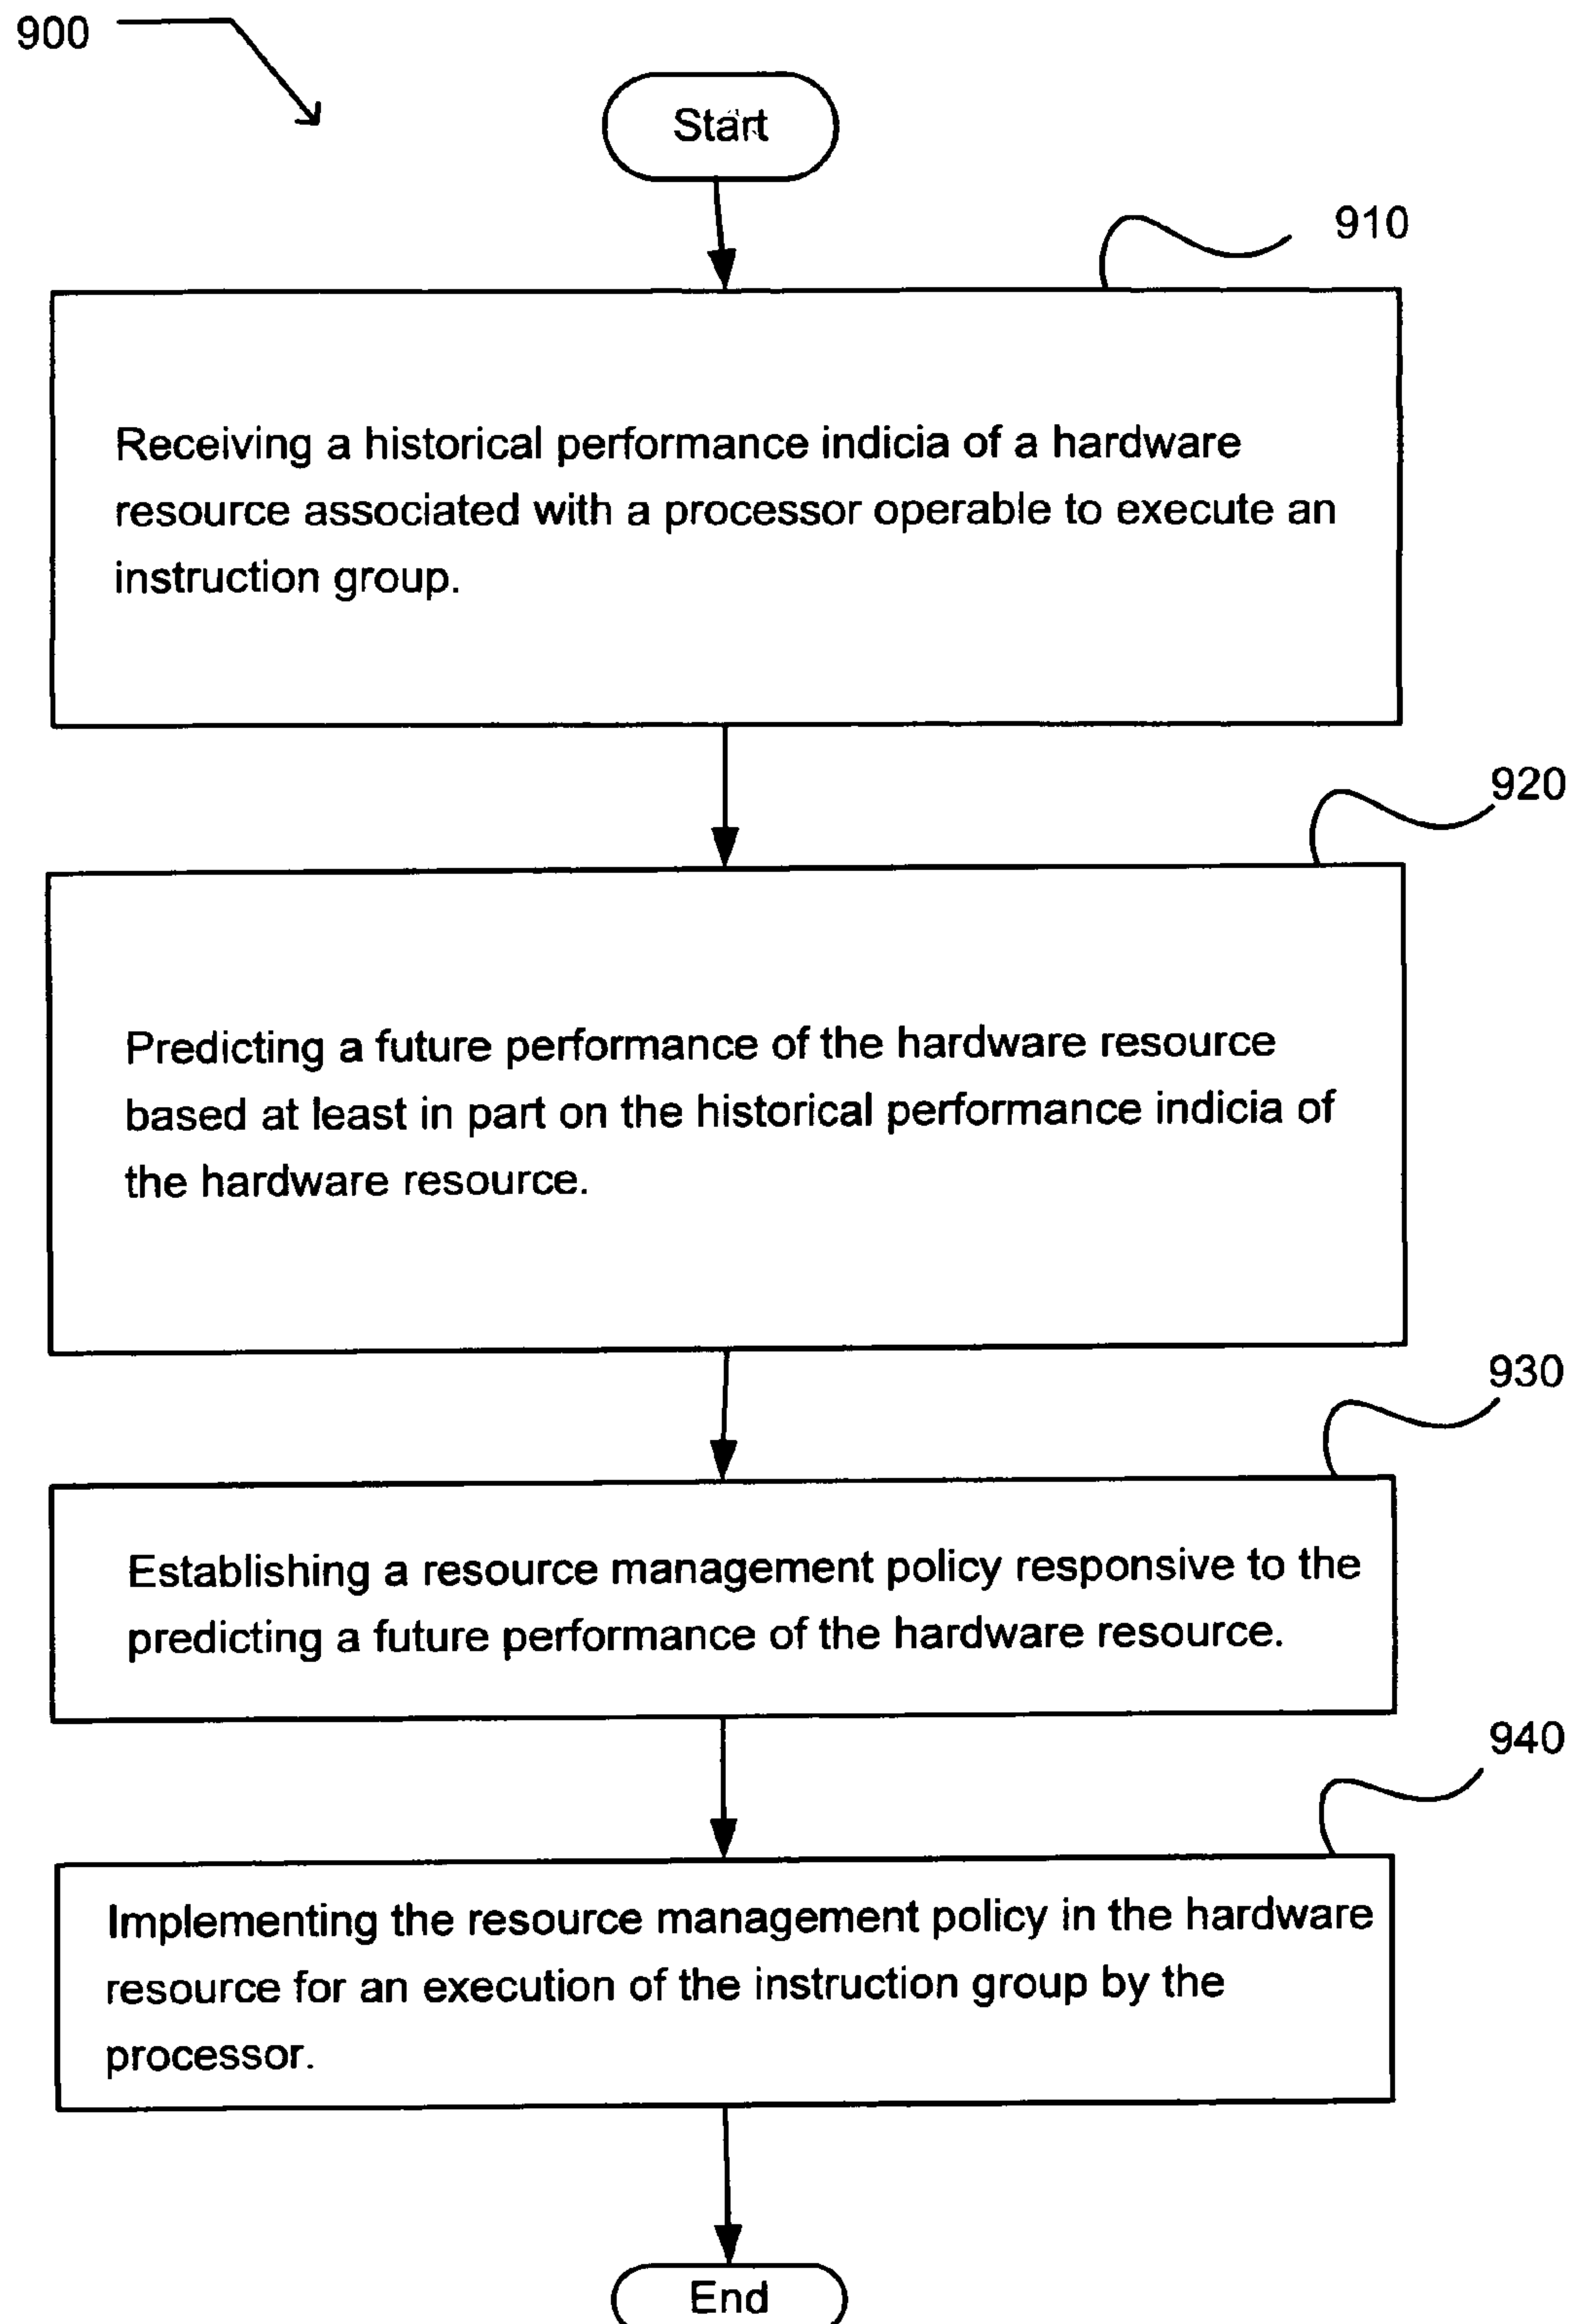 900
Start
910
Receiving a historical performance indicia of a hardware
resource associated with a processor operable to execute an
instruction group.
920
Predicting a future performance of the hardware resource
based at least in part on the historical performance indicia of
the hardware resource.
930
Establishing a resource management policy responsive to the
predicting a future performance of the hardware resource.
940
Implementing the resource management policy in the hardware
resource for an execution of the instruction group by the
processor.
End